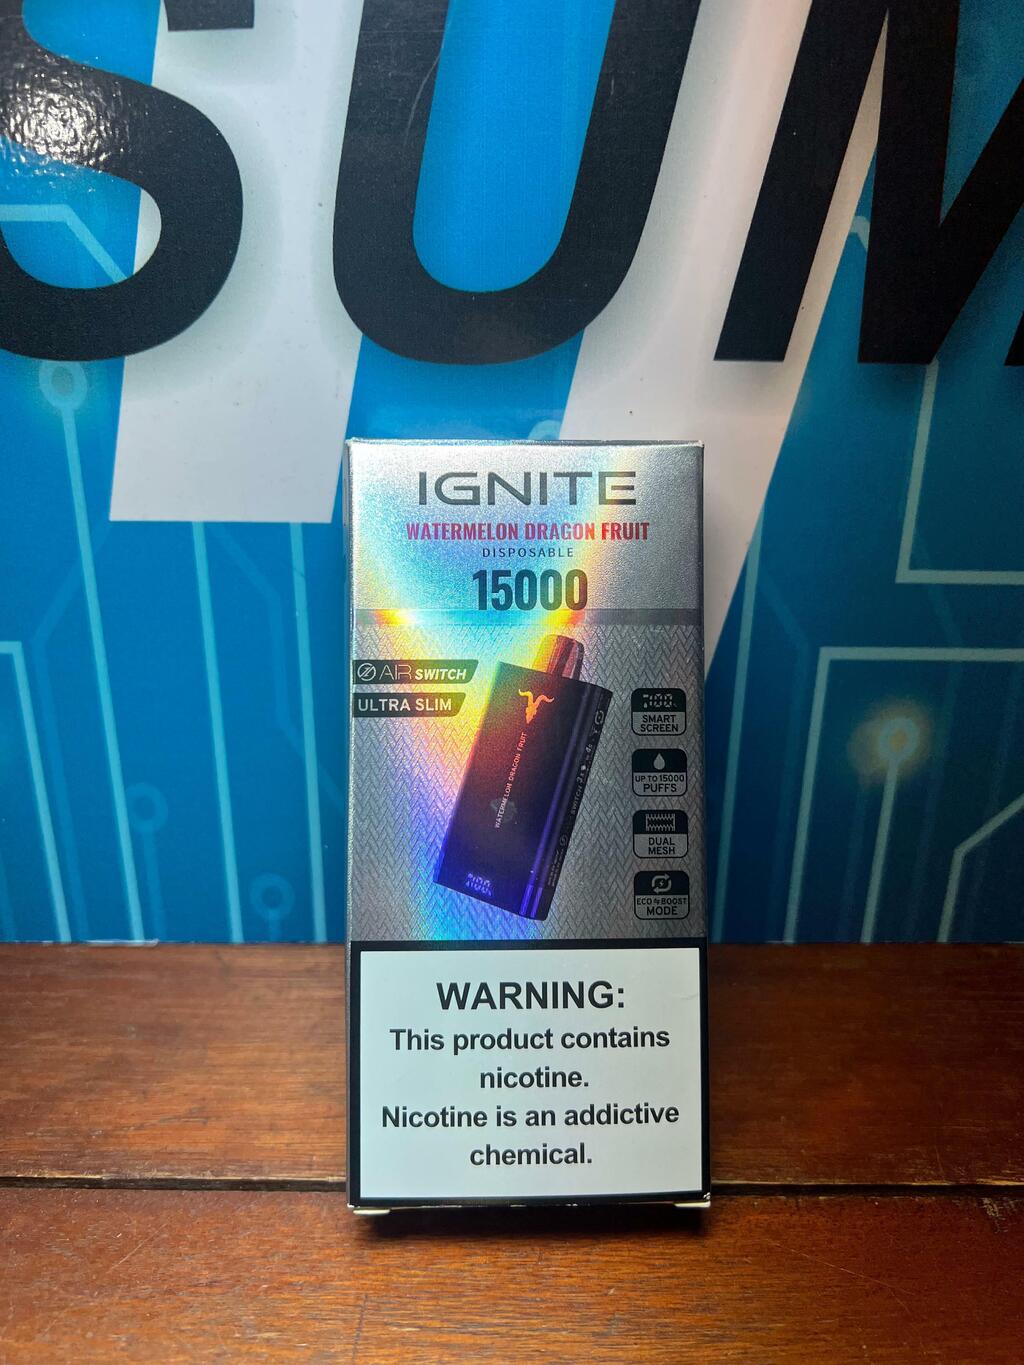 SUM
IGNITE
WATERMELON DRAGON FRUIT
DISPOSABLE
15000
AIR SWITCH
ULTRA SLIM
WATERMELON DRAGON FRUIT
SMART
SCREEN
UP TO 15000
PUFFS
DUAL
MESH
ECO BOOST
MODE
WARNING:
This product contains
nicotine.
Nicotine is an addictive
chemical.